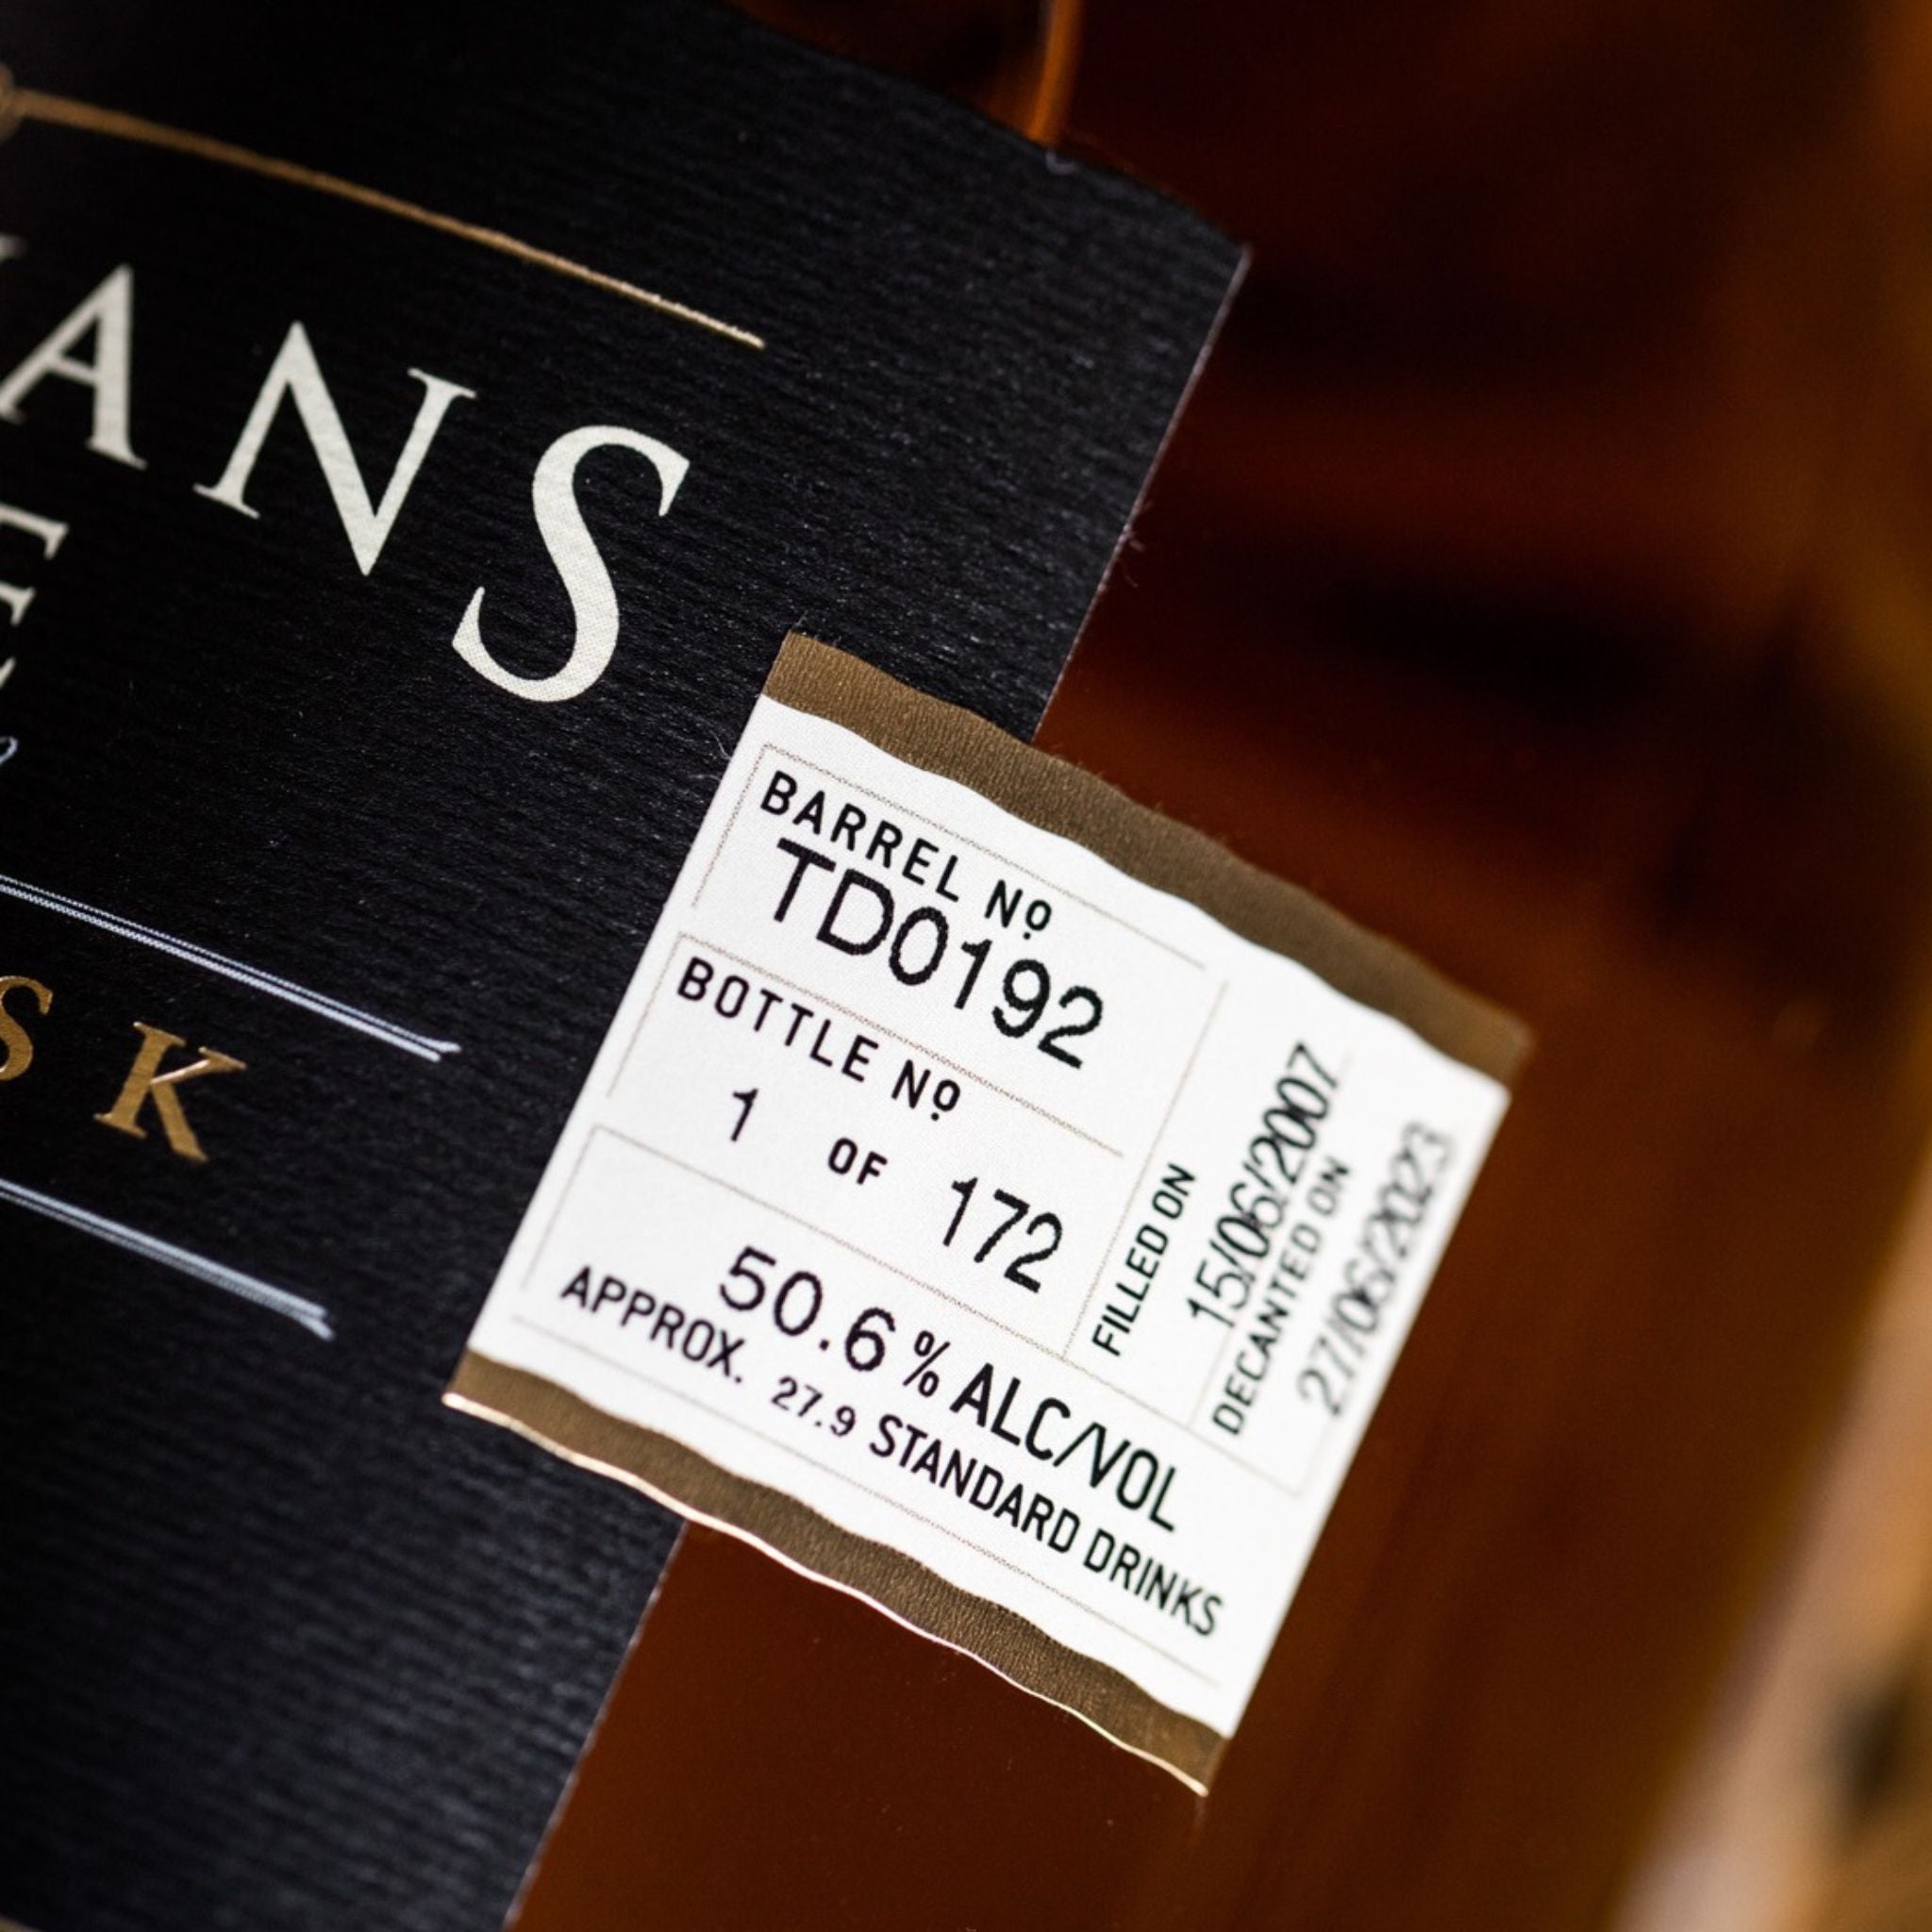 ANS
E
SK
BARREL Nº
TD0192
BOTTLE Nº
1 OF 172
50.6% ALC/VOL
APPROX. 27.9 STANDARD DRINKS
FILLED ON
15/06/2007
DECANTED ON
27/06/2023